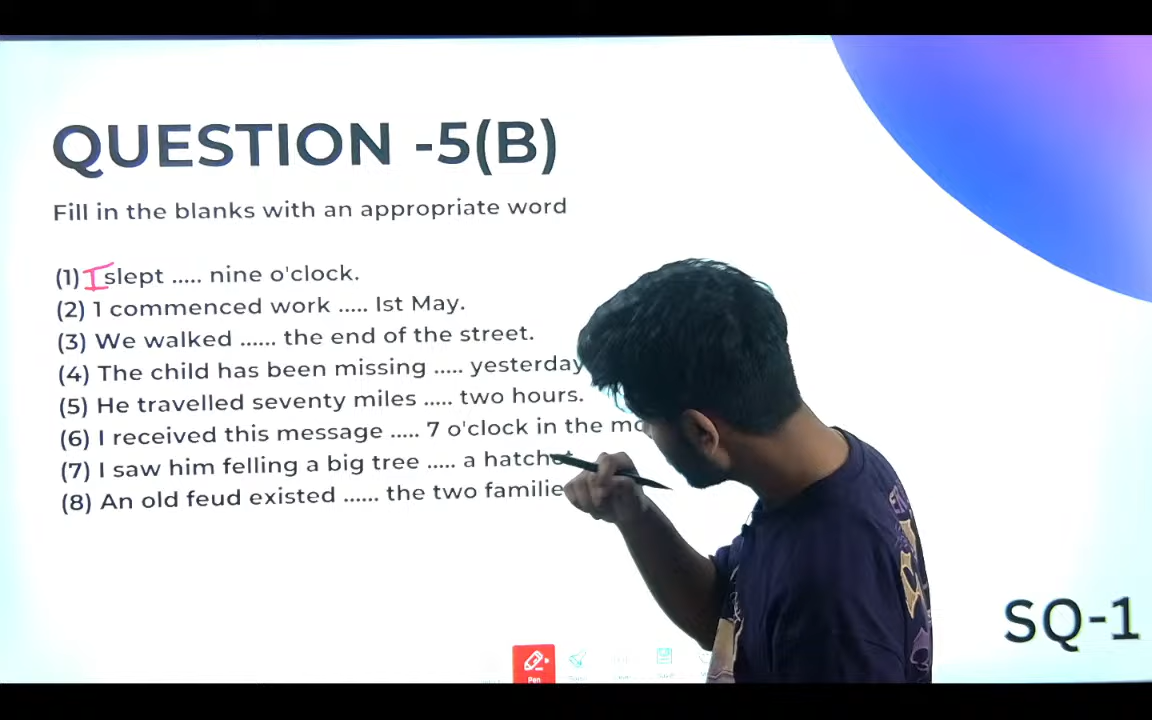 QUESTION -5(B)
Fill in the blanks with an appropriate word
(1) I slept ..... nine o'clock.
(2) 1 commenced work ..... Ist May.
(3) We walked ...... the end of the street.
(4) The child has been missing ..... yesterday
(5) He travelled seventy miles ..... two hours.
(6) I received this message ..... 7 o'clock in the
(7) I saw him felling a big tree ..... a hatchet
(8) An old feud existed ...... the two
SQ-1
Pen